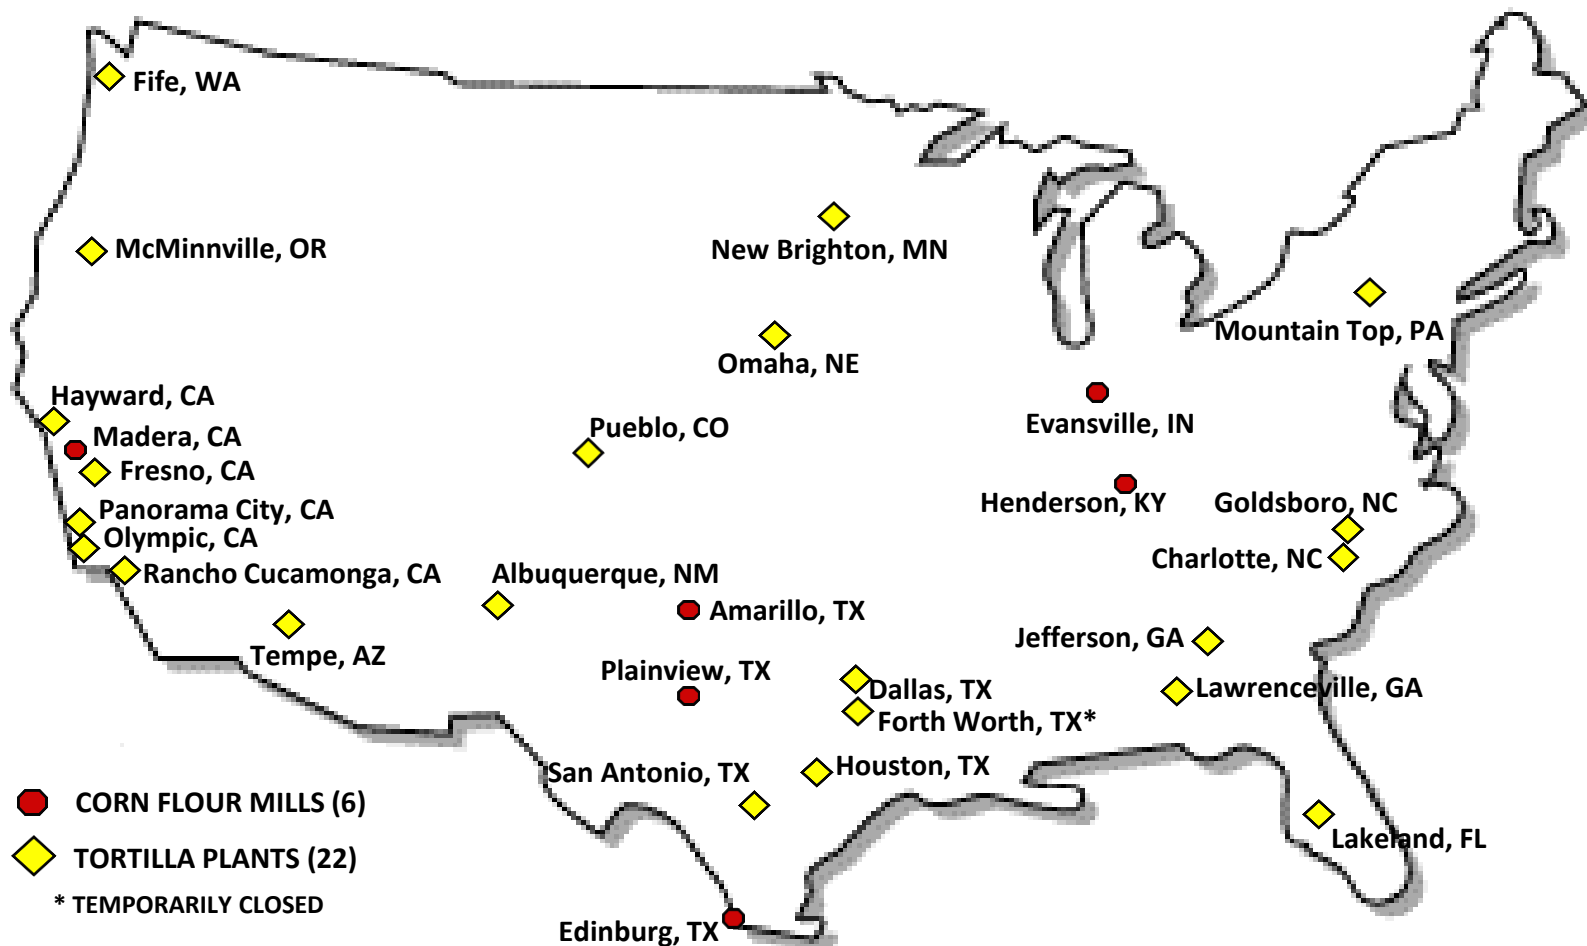 Fife, WA
McMinnville, OR
New Brighton, MN
Mountain Top, PA
Omaha, NE
Hayward, CA
Evansville, IN
Pueblo, CO
Madera, CA
Fresno, CA
Henderson, KY
Goldsboro, NC
Panorama City, CA
Olympic, CA
Charlotte, NC
Rancho Cucamonga, CA
Albuquerque, NM
Amarillo, TX
Jefferson, GA
Tempe, AZ
Plainview, TX
Dallas, TX
Lawrenceville, GA
Forth Worth, TX*
San Antonio, TX
Houston, TX
CORN FLOUR MILLS (6)
Lakeland, FL
TORTILLA PLANTS (22)
* TEMPORARILY CLOSED
Edinburg, TX